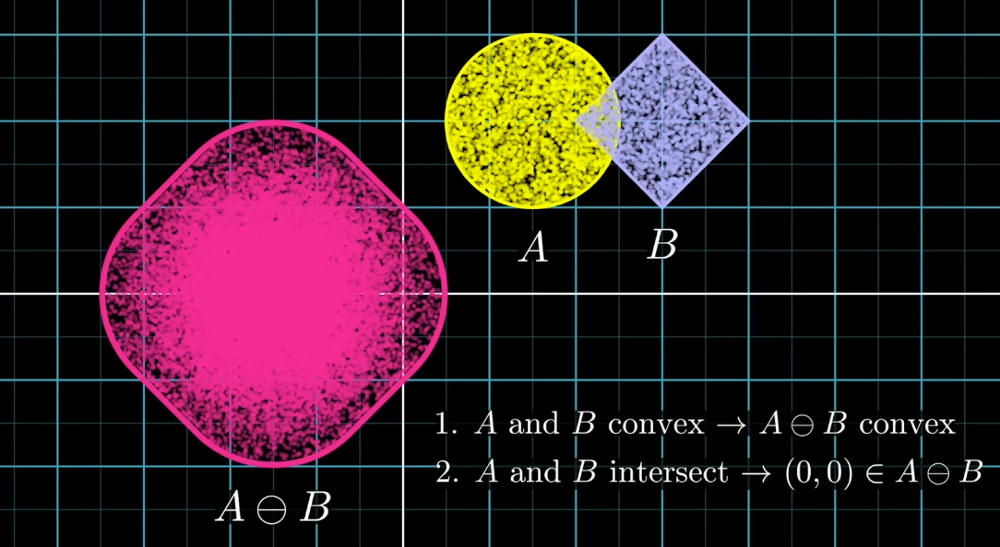 A
B
1. A and B convex → A ⊖ B convex
2. A and B intersect → (0, 0) ∈ A ⊖ B
A ⊖ B